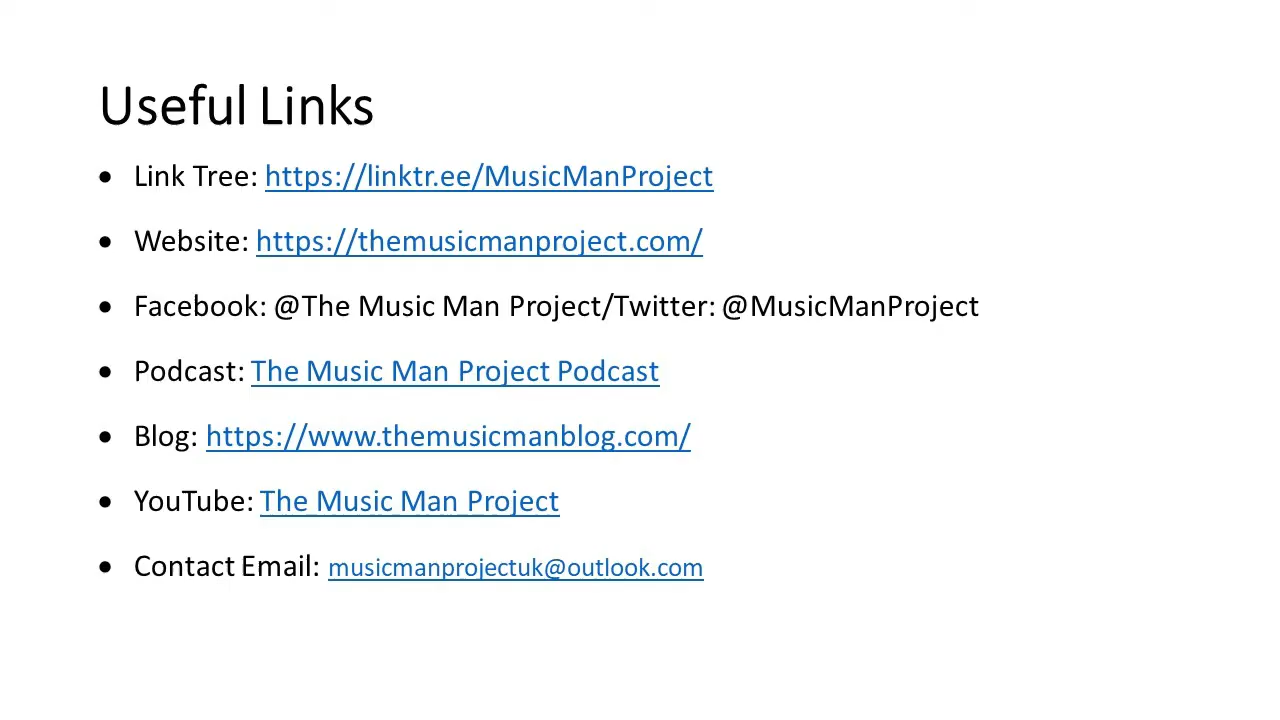 Useful Links
• Link Tree: https://linktr.ee/MusicManProject
• Website: https://themusicmanproject.com/
• Facebook: @The Music Man Project/Twitter: @MusicManProject
• Podcast: The Music Man Project Podcast
• Blog: https://www.themusicmanblog.com/
• YouTube: The Music Man Project
• Contact Email: musicmanprojectuk@outlook.com